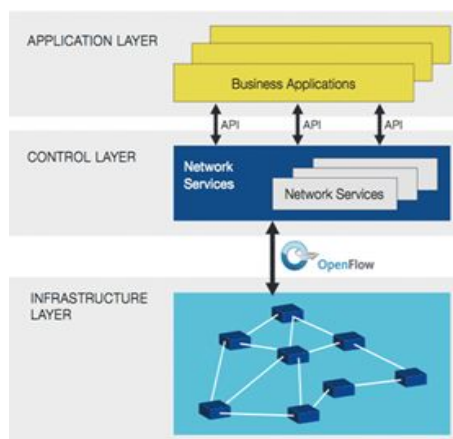 APPLICATION LAYER
Business Applications
API
API
API
CONTROL LAYER
Network
Services
Network Services
OpenFlow
INFRASTRUCTURE
LAYER